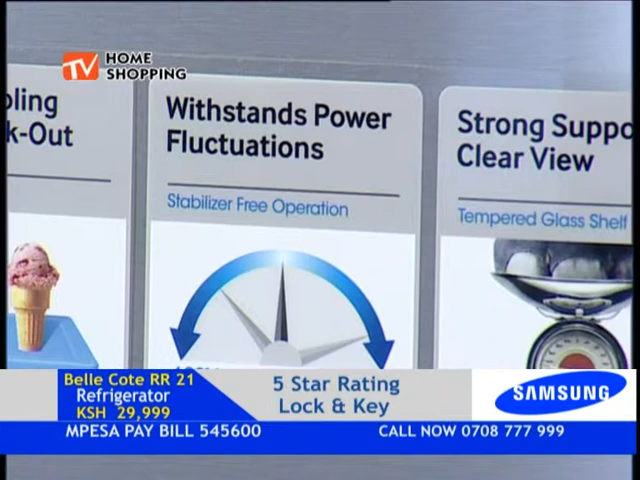 TV HOME
SHOPPING
Withstands Power
Fluctuations
Stabilizer Free Operation
Strong Suppo
Clear View
Tempered Glass Shelf
oling
k-Out
Belle Cote RR 21
Refrigerator
KSH 29,999
5 Star Rating
Lock & Key
SAMSUNG
MPESA PAY BILL 545600
CALL NOW 0708 777 999